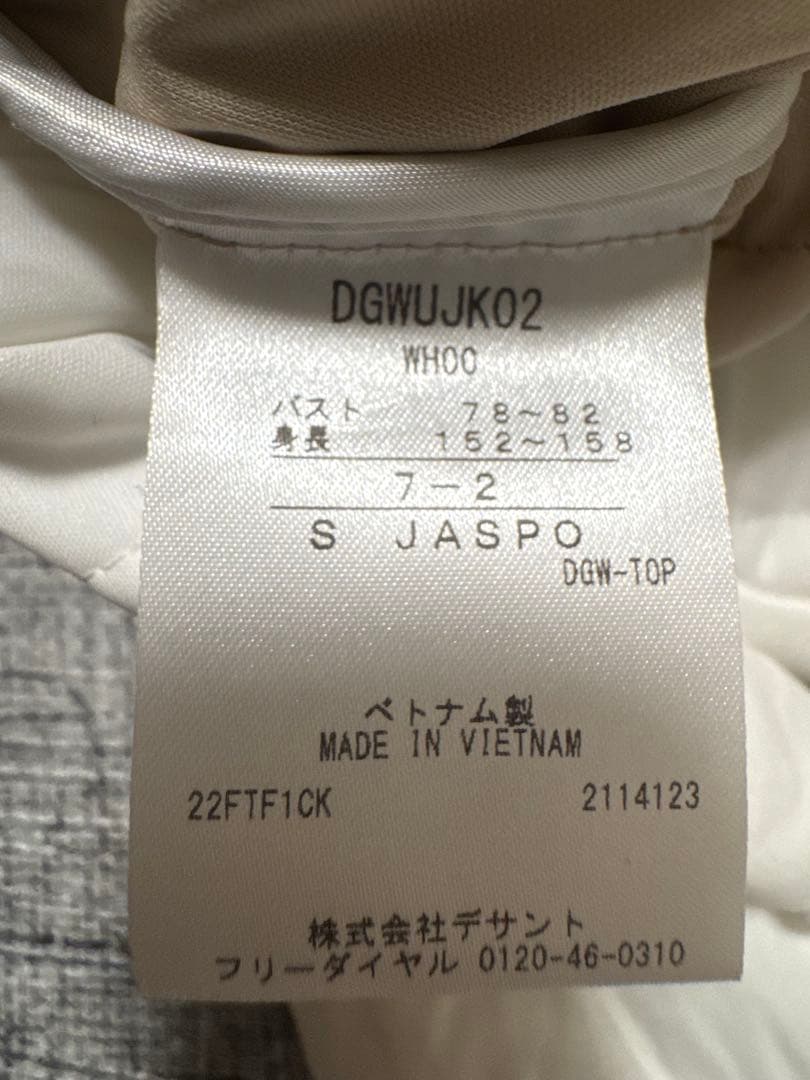 DGWUJK02
WH00
バスト 78～82
身長 152～158
7－2
S JASPO
DGW-TOP
ベトナム製
MADE IN VIETNAM
22FTF1CK 2114123
株式会社デサント
フリーダイヤル 0120-46-0310